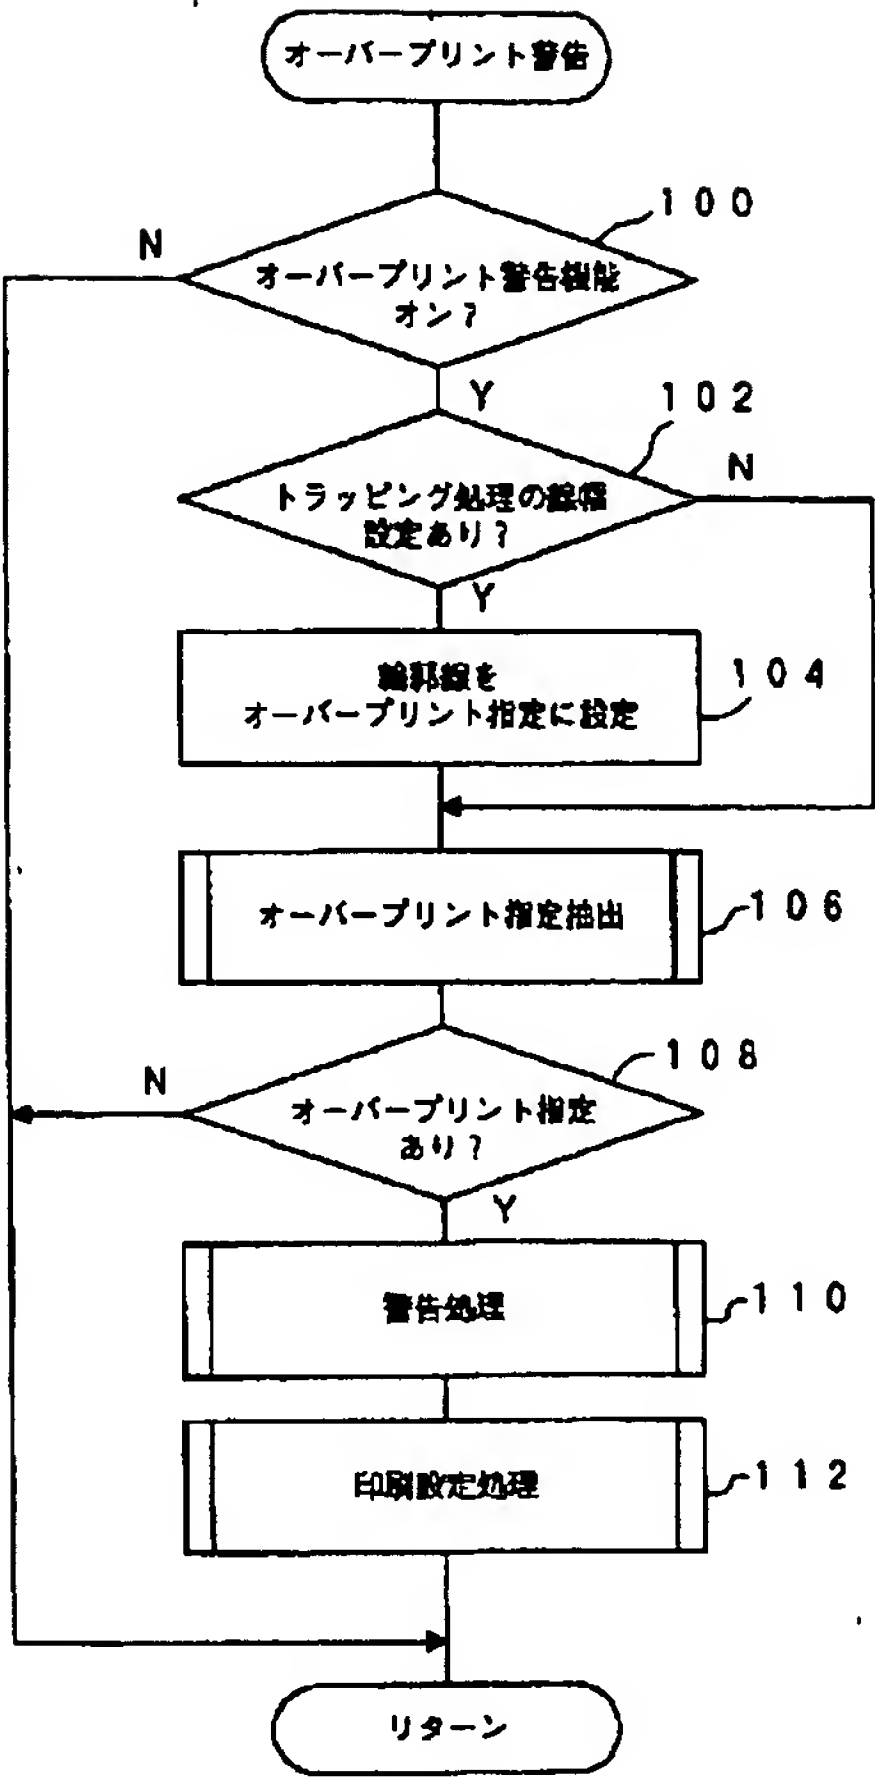 オーバープリント警告
100
N
オーバープリント警告機能
オン?
Y
102
N
トラッピング処理の線幅
設定あり?
Y
輪郭線を
オーバープリント指定に設定
104
オーバープリント指定抽出
106
108
N
オーバープリント指定
あり?
Y
警告処理
110
印刷設定処理
112
リターン